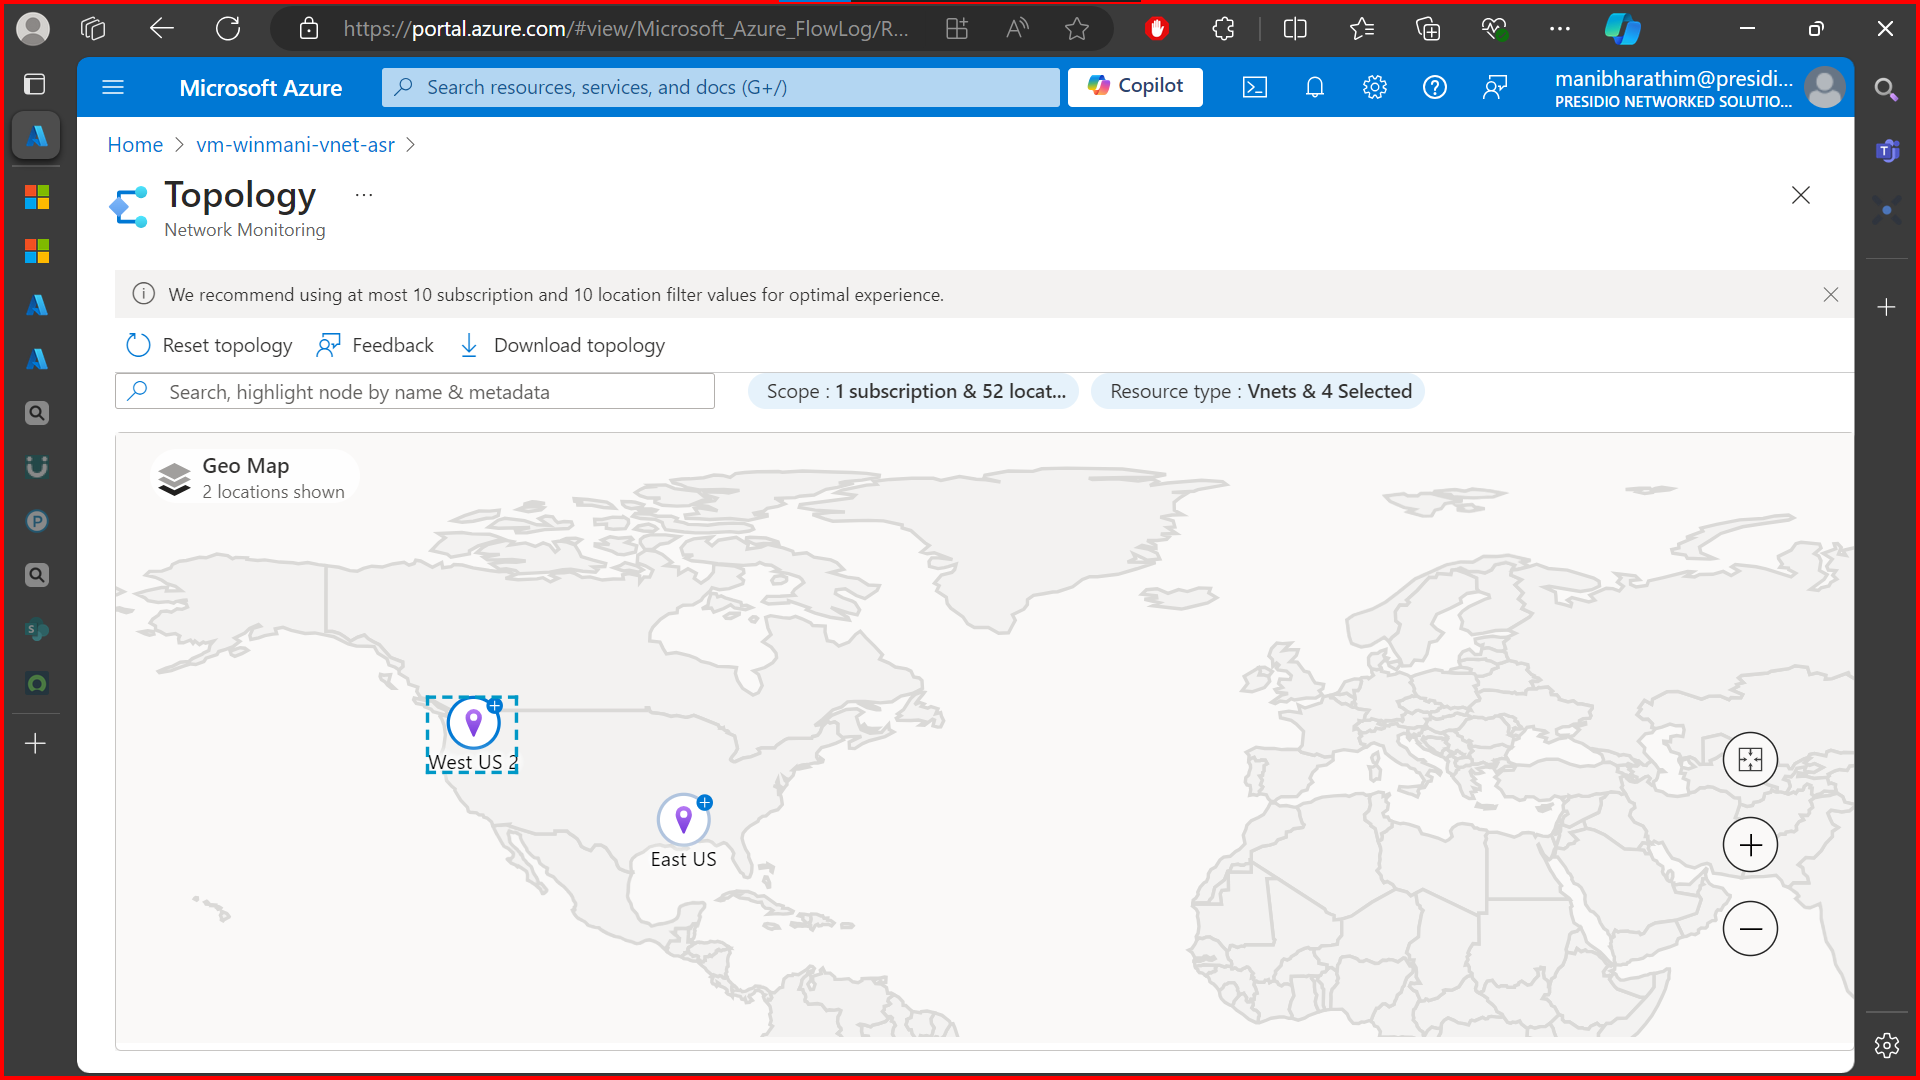 https://portal.azure.com/#view/Microsoft_Azure_FlowLog/R...
Microsoft Azure
Search resources, services, and docs (G+/)
Copilot
manibharathim@presidi...
PRESIDIO NETWORKED SOLUTIO...
Home > vm-winmani-vnet-asr >
Topology
...
Network Monitoring
We recommend using at most 10 subscription and 10 location filter values for optimal experience.
Reset topology
Feedback
Download topology
Search, highlight node by name & metadata
Scope : 1 subscription & 52 locat...
Resource type : Vnets & 4 Selected
Geo Map
2 locations shown
West US 2
East US